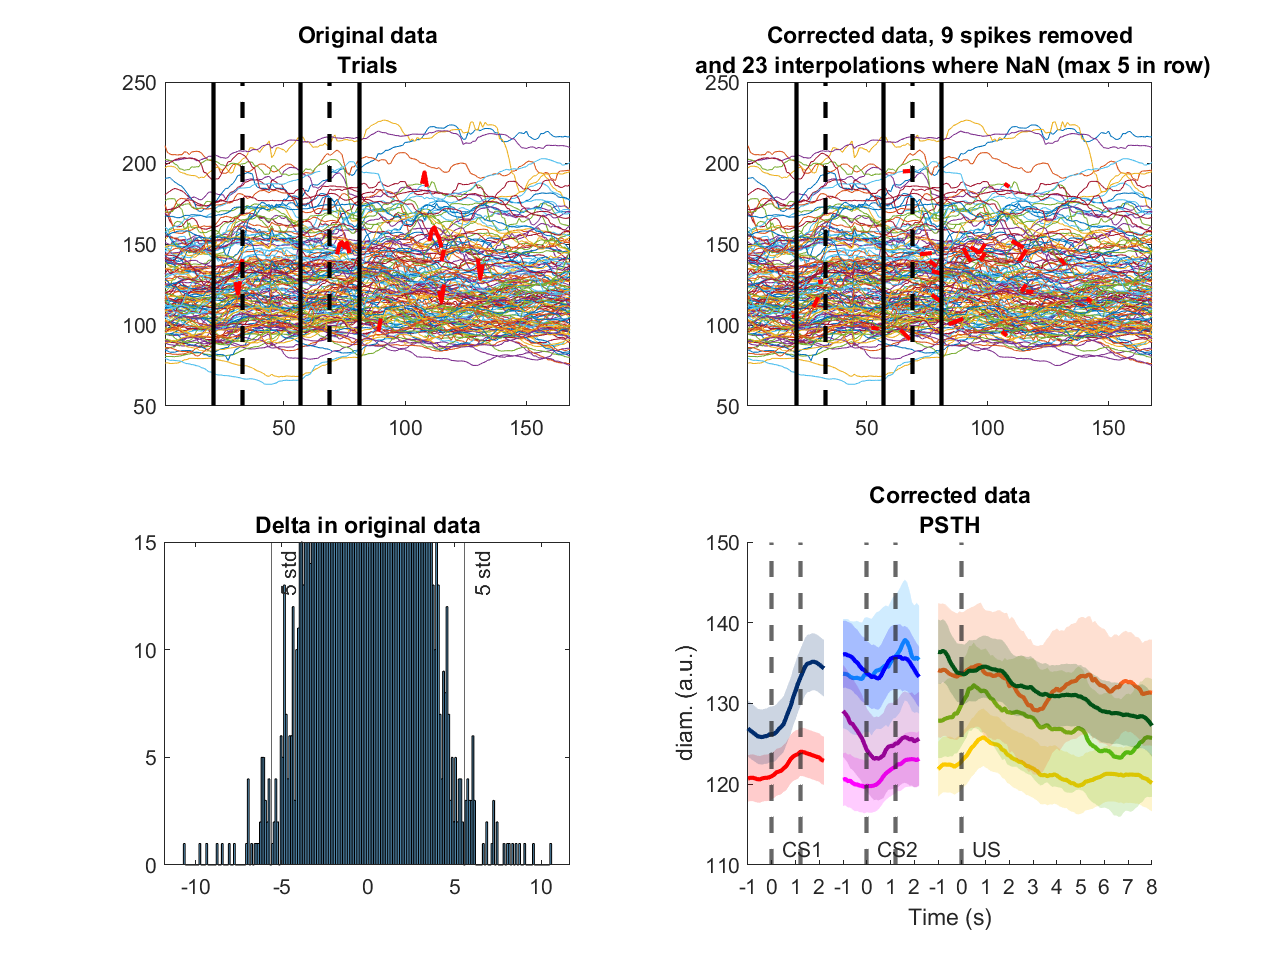 Original data
Trials
250
200
150
100
50
50
100
150
Corrected data, 9 spikes removed
and 23 interpolations where NaN (max 5 in row)
250
200
150
100
50
50
100
150
Delta in original data
15
10
5
0
5 std
5 std
-10
-5
0
5
10
Corrected data
PSTH
150
140
130
120
110
diam. (a.u.)
CS1
CS2
US
-1 0 1 2 -1 0 1 2 -1 0 1 2 3 4 5 6 7 8
Time (s)